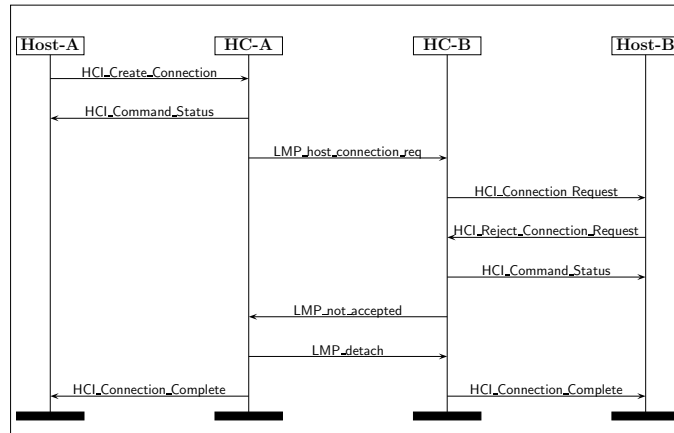 Host-A HC-A HC-B Host-B
HCI_Create_Connection
HCI_Command_Status
LMP_host_connection_req
HCI_Connection Request
HCI_Reject_Connection_Request
HCI_Command_Status
LMP_not_accepted
LMP_detach
HCI_Connection_Complete HCI_Connection_Complete